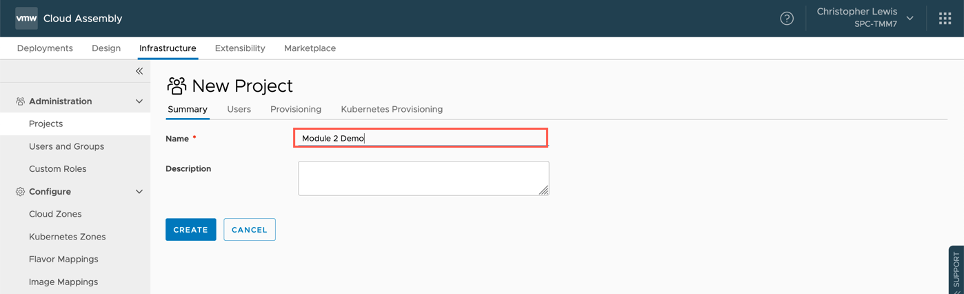 vmw Cloud Assembly
Christopher Lewis
SPC-TMM7
Deployments Design Infrastructure Extensibility Marketplace
Administration
Projects
Users and Groups
Custom Roles
Configure
Cloud Zones
Kubernetes Zones
Flavor Mappings
Image Mappings
New Project
Summary Users Provisioning Kubernetes Provisioning
Name * Module 2 Demo
Description
CREATE CANCEL
SUPPORT